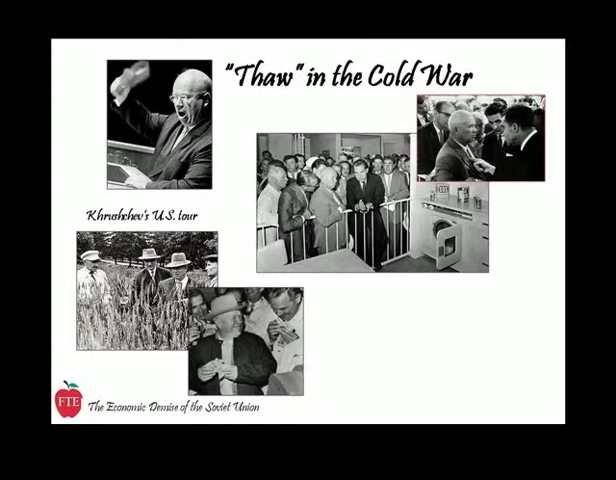 "Thaw" in the Cold War
Khrushchev's U.S. tour
FTE
The Economic Demise of the Soviet Union